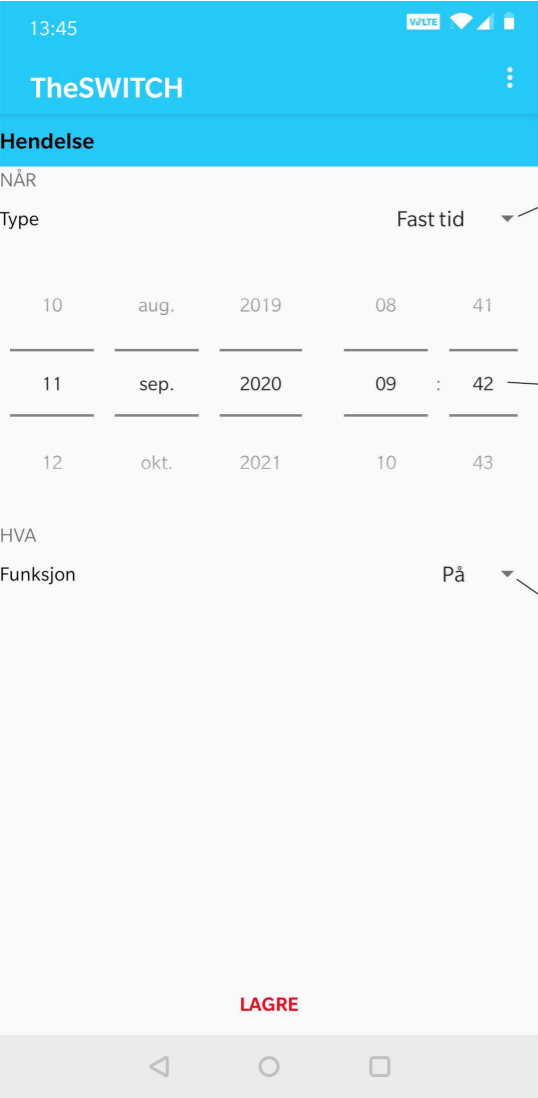 13:45 VoLTE
TheSWITCH
Hendelse
NÅR
Type Fast tid
10 aug. 2019 08 41
11 sep. 2020 09 : 42
12 okt. 2021 10 43
HVA
Funksjon På
LAGRE